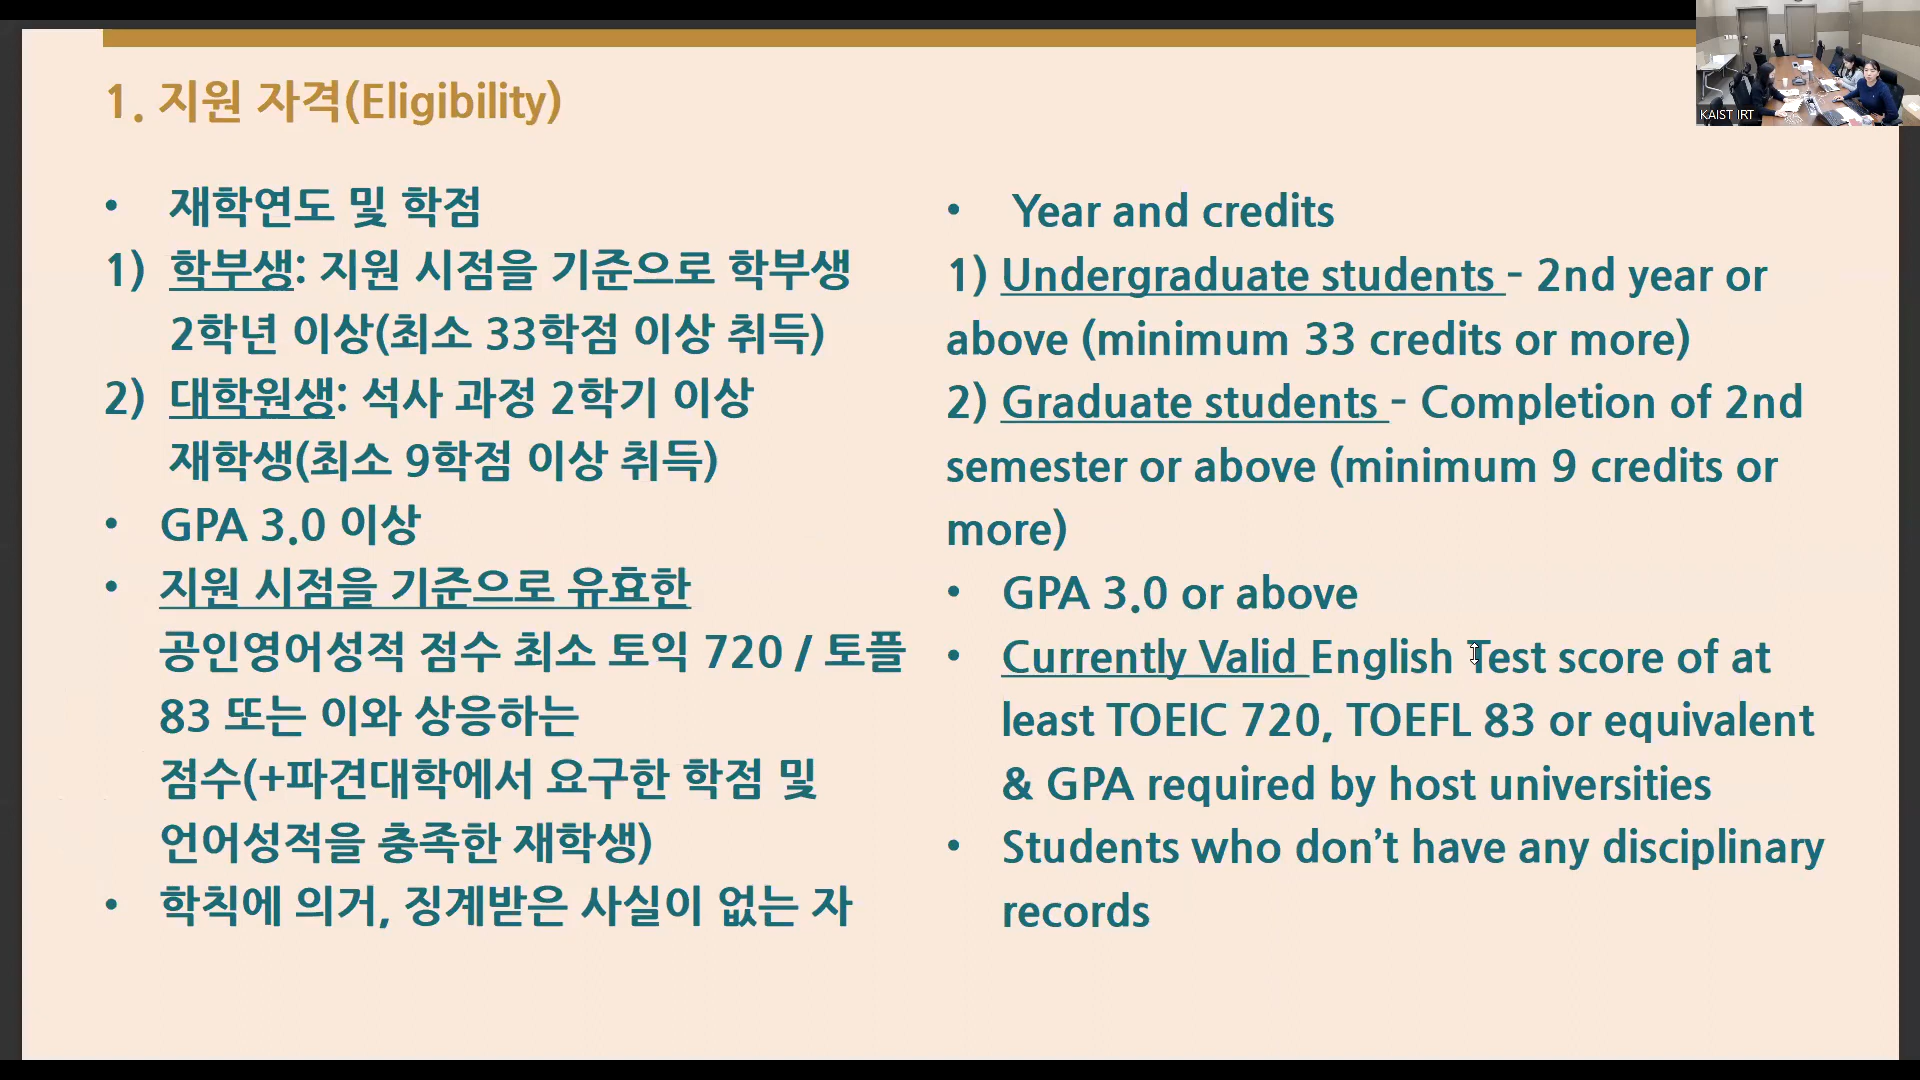 1. 지원 자격(Eligibility)
• 재학연도 및 학점
1) 학부생: 지원 시점을 기준으로 학부생
2학년 이상(최소 33학점 이상 취득)
2) 대학원생: 석사 과정 2학기 이상
재학생(최소 9학점 이상 취득)
• GPA 3.0 이상
• 지원 시점을 기준으로 유효한
공인영어성적 점수 최소 토익 720 / 토플
83 또는 이와 상응하는
점수(+파견대학에서 요구한 학점 및
언어성적을 충족한 재학생)
• 학칙에 의거, 징계받은 사실이 없는 자
• Year and credits
1) Undergraduate students - 2nd year or
above (minimum 33 credits or more)
2) Graduate students - Completion of 2nd
semester or above (minimum 9 credits or
more)
• GPA 3.0 or above
• Currently Valid English Test score of at
least TOEIC 720, TOEFL 83 or equivalent
& GPA required by host universities
• Students who don't have any disciplinary
records
KAIST IRT